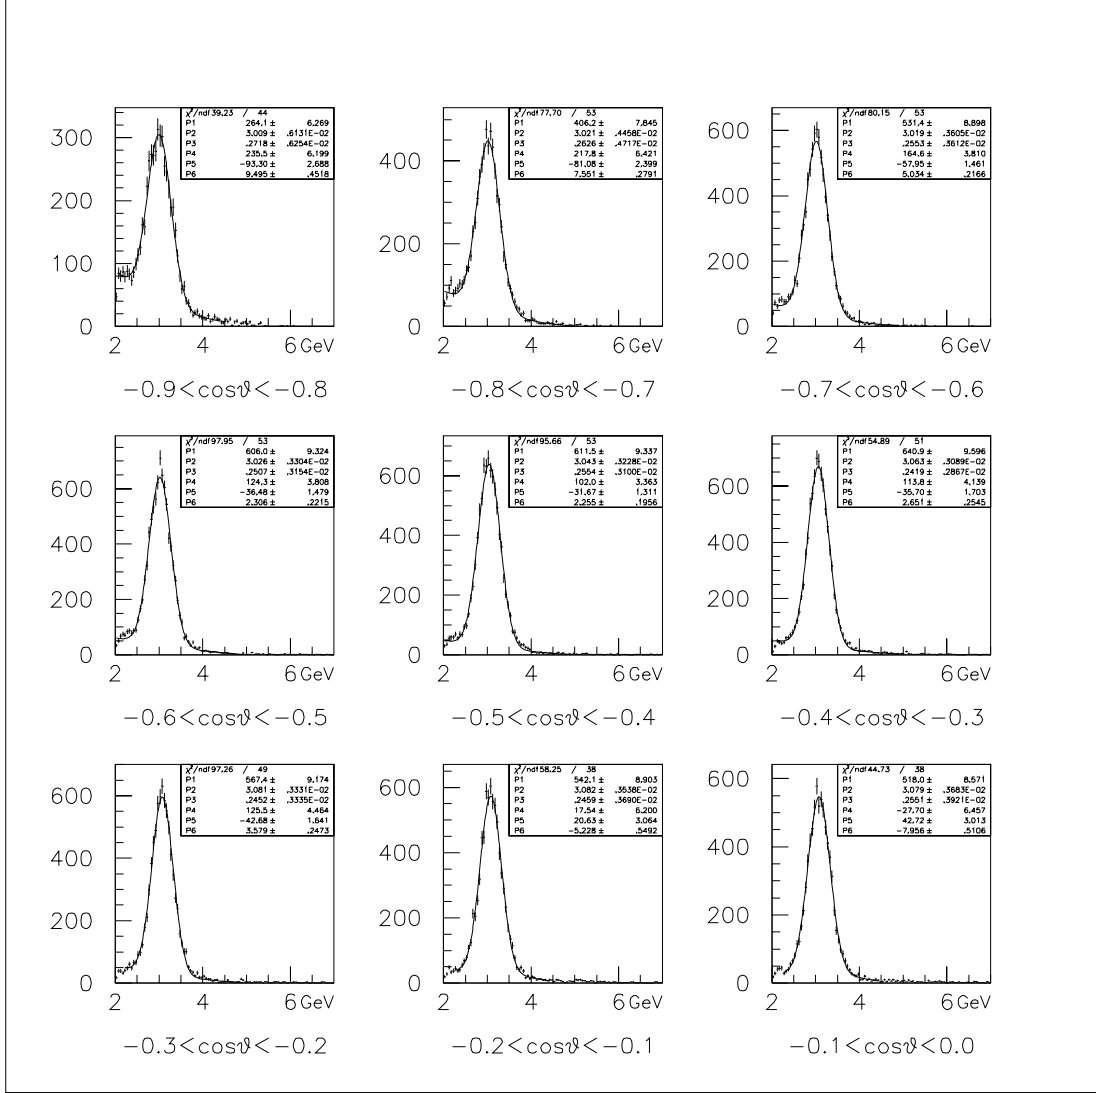 χ²/ndf 39.23 / 44
P1 264.1 ± 6.269
P2 3.009 ± .6131E-02
P3 .2718 ± .6254E-02
P4 235.5 ± 6.199
P5 -93.30 ± 2.688
P6 9.495 ± .4518
300
200
100
0
2 4 6 GeV
-0.9<cosϑ<-0.8
χ²/ndf 77.70 / 53
P1 406.2 ± 7.845
P2 3.021 ± .4458E-02
P3 .2626 ± .4717E-02
P4 217.8 ± 6.421
P5 -81.08 ± 2.399
P6 7.551 ± .2791
400
200
0
2 4 6 GeV
-0.8<cosϑ<-0.7
χ²/ndf 80.15 / 53
P1 531.4 ± 8.898
P2 3.019 ± .3605E-02
P3 .2553 ± .3612E-02
P4 164.6 ± 3.810
P5 -57.95 ± 1.461
P6 5.034 ± .2166
600
400
200
0
2 4 6 GeV
-0.7<cosϑ<-0.6
χ²/ndf 97.95 / 53
P1 606.0 ± 9.324
P2 3.026 ± .3304E-02
P3 .2507 ± .3154E-02
P4 124.3 ± 3.808
P5 -36.48 ± 1.479
P6 2.306 ± .2215
600
400
200
0
2 4 6 GeV
-0.6<cosϑ<-0.5
χ²/ndf 95.66 / 53
P1 611.5 ± 9.337
P2 3.043 ± .3228E-02
P3 .2554 ± .3100E-02
P4 102.0 ± 3.363
P5 -31.67 ± 1.311
P6 2.255 ± .1956
600
400
200
0
2 4 6 GeV
-0.5<cosϑ<-0.4
χ²/ndf 54.89 / 51
P1 640.9 ± 9.596
P2 3.063 ± .3089E-02
P3 .2419 ± .2867E-02
P4 113.8 ± 4.139
P5 -35.70 ± 1.703
P6 2.651 ± .2545
600
400
200
0
2 4 6 GeV
-0.4<cosϑ<-0.3
χ²/ndf 97.26 / 49
P1 567.4 ± 9.174
P2 3.081 ± .3331E-02
P3 .2452 ± .3335E-02
P4 125.5 ± 4.464
P5 -42.68 ± 1.641
P6 3.579 ± .2473
600
400
200
0
2 4 6 GeV
-0.3<cosϑ<-0.2
χ²/ndf 58.25 / 38
P1 542.1 ± 8.903
P2 3.082 ± .3538E-02
P3 .2459 ± .3690E-02
P4 17.54 ± 6.200
P5 20.63 ± 3.064
P6 -5.228 ± .5492
600
400
200
0
2 4 6 GeV
-0.2<cosϑ<-0.1
χ²/ndf 44.73 / 38
P1 518.0 ± 8.571
P2 3.079 ± .3683E-02
P3 .2551 ± .3921E-02
P4 -27.70 ± 6.457
P5 42.72 ± 3.013
P6 -7.956 ± .5106
600
400
200
0
2 4 6 GeV
-0.1<cosϑ<0.0